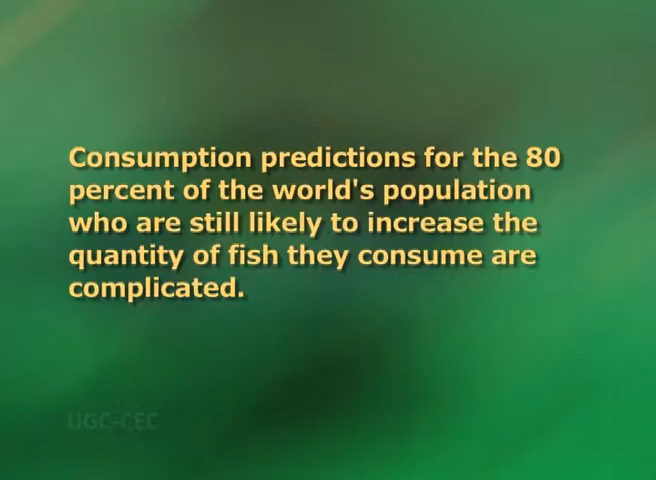 Consumption predictions for the 80
percent of the world's population
who are still likely to increase the
quantity of fish they consume are
complicated.
UGC-CEC